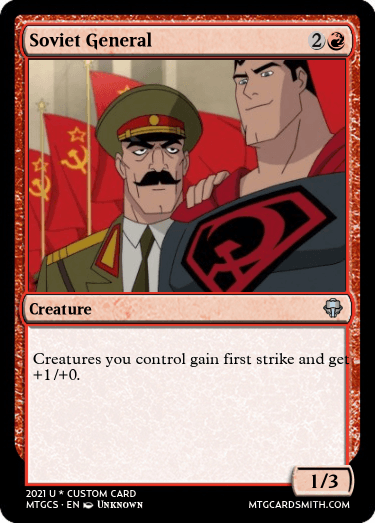 Soviet General 2
Creature
Creatures you control gain first strike and get
+1/+0.
1/3
2021 U * CUSTOM CARD
MTGCS · EN UNKNOWN
MTGCARDSMITH.COM